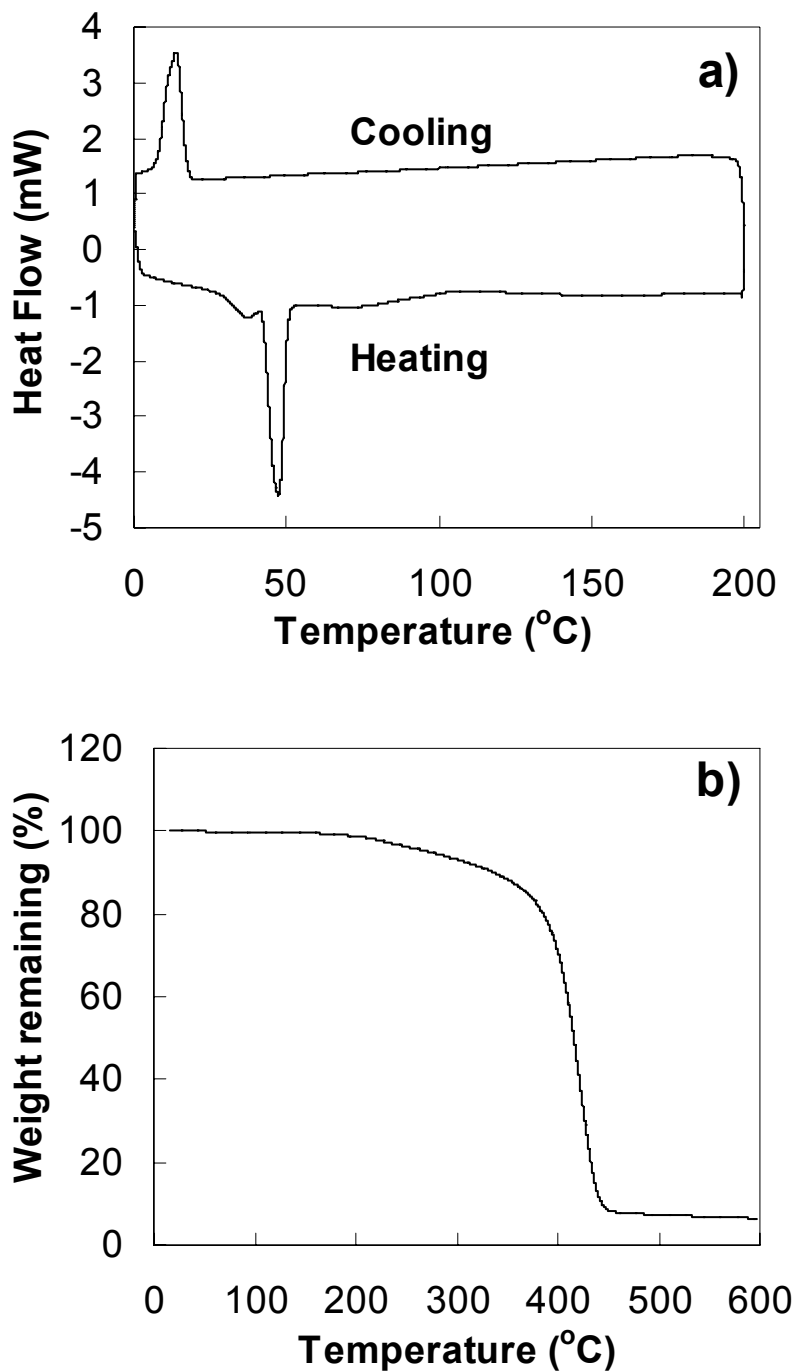 a)
Cooling
Heating
Heat Flow (mW)
4
3
2
1
0
-1
-2
-3
-4
-5
0 50 100 150 200
Temperature (°C)
b)
Weight remaining (%)
120
100
80
60
40
20
0
0 100 200 300 400 500 600
Temperature (°C)